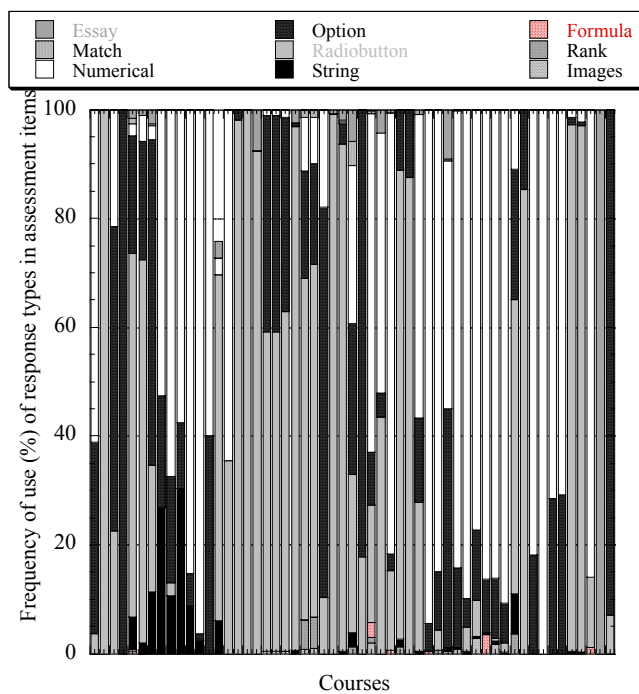 Essay Option Formula
Match Radiobutton Rank
Numerical String Images
Frequency of use (%) of response types in assessment items
100
80
60
40
20
0
Courses